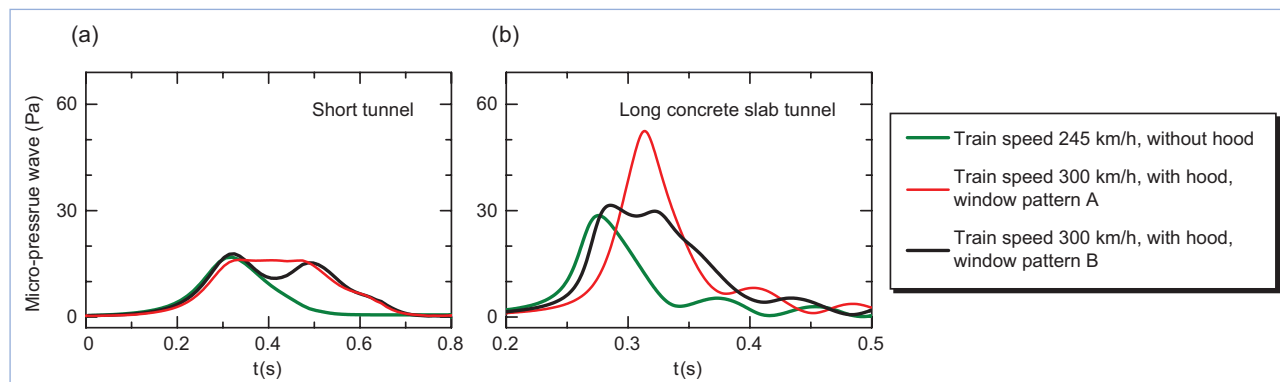 (a)
(b)
Micro-pressrue wave (Pa)
60
30
0
Short tunnel
0
0.2
0.4
0.6
0.8
t(s)
60
30
0
Long concrete slab tunnel
0.2
0.3
0.4
0.5
t(s)
Train speed 245 km/h, without hood
Train speed 300 km/h, with hood,
window pattern A
Train speed 300 km/h, with hood,
window pattern B